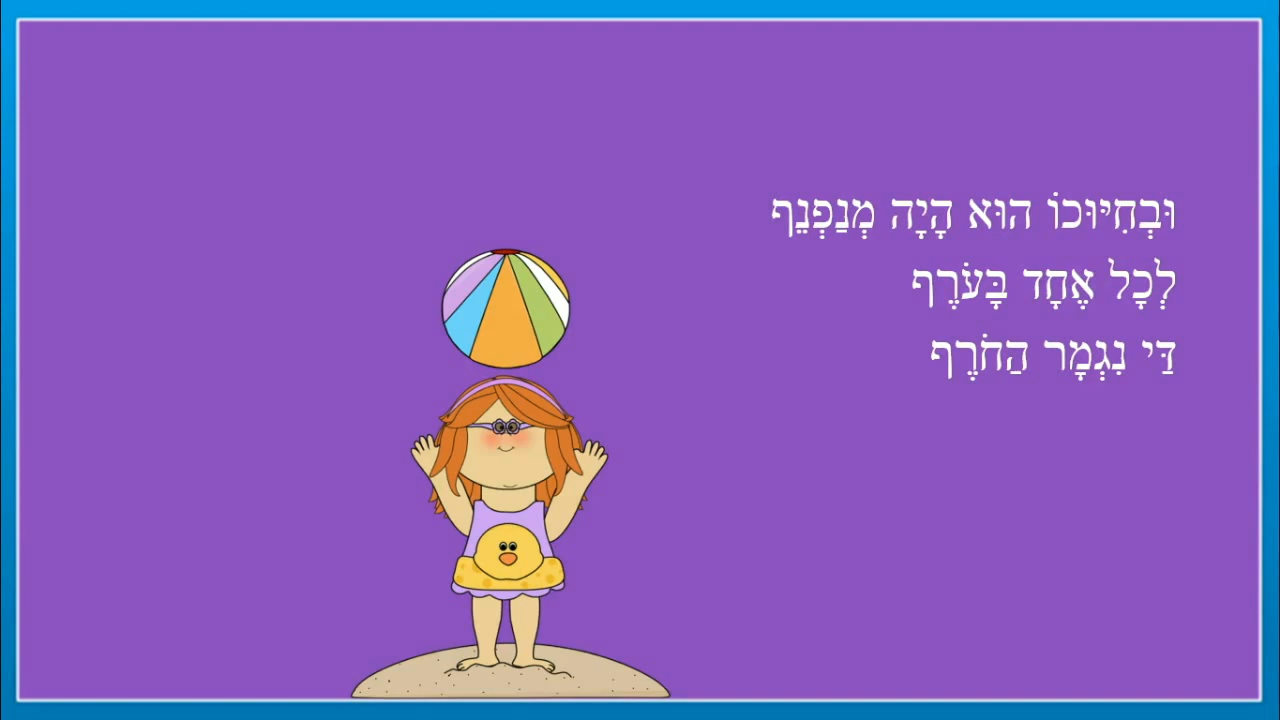 וּבְחִיּוּכוֹ הוּא הָיָה מְנַפְנֵף
לְכָל אֶחָד בָּעֹרֶף
דַּי נִגְמָר הַחֹרֶף